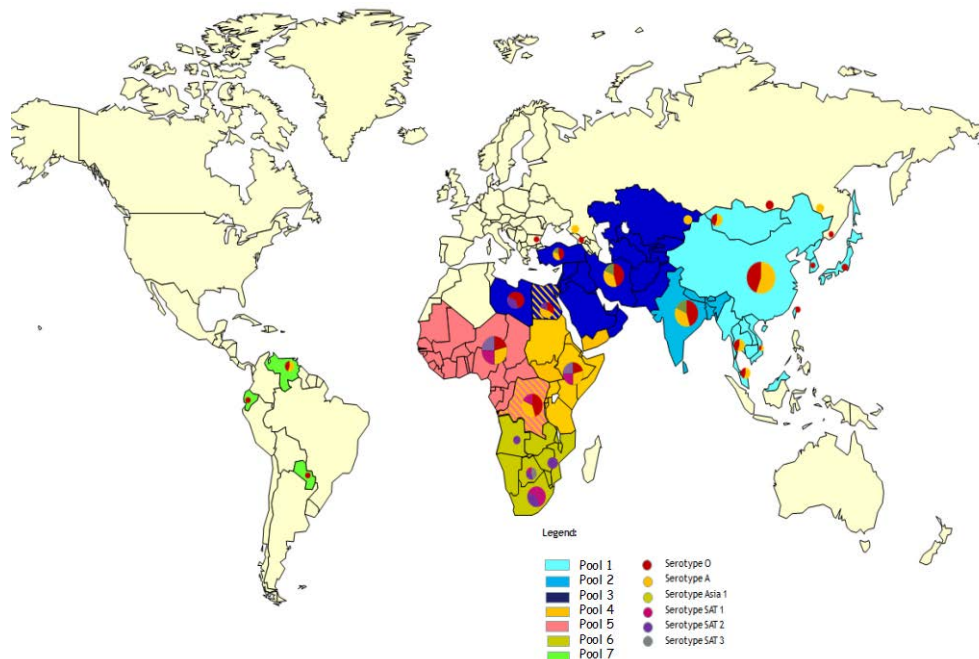 Legend:
Pool 1
Pool 2
Pool 3
Pool 4
Pool 5
Pool 6
Pool 7
Serotype O
Serotype A
Serotype Asia 1
Serotype SAT 1
Serotype SAT 2
Serotype SAT 3